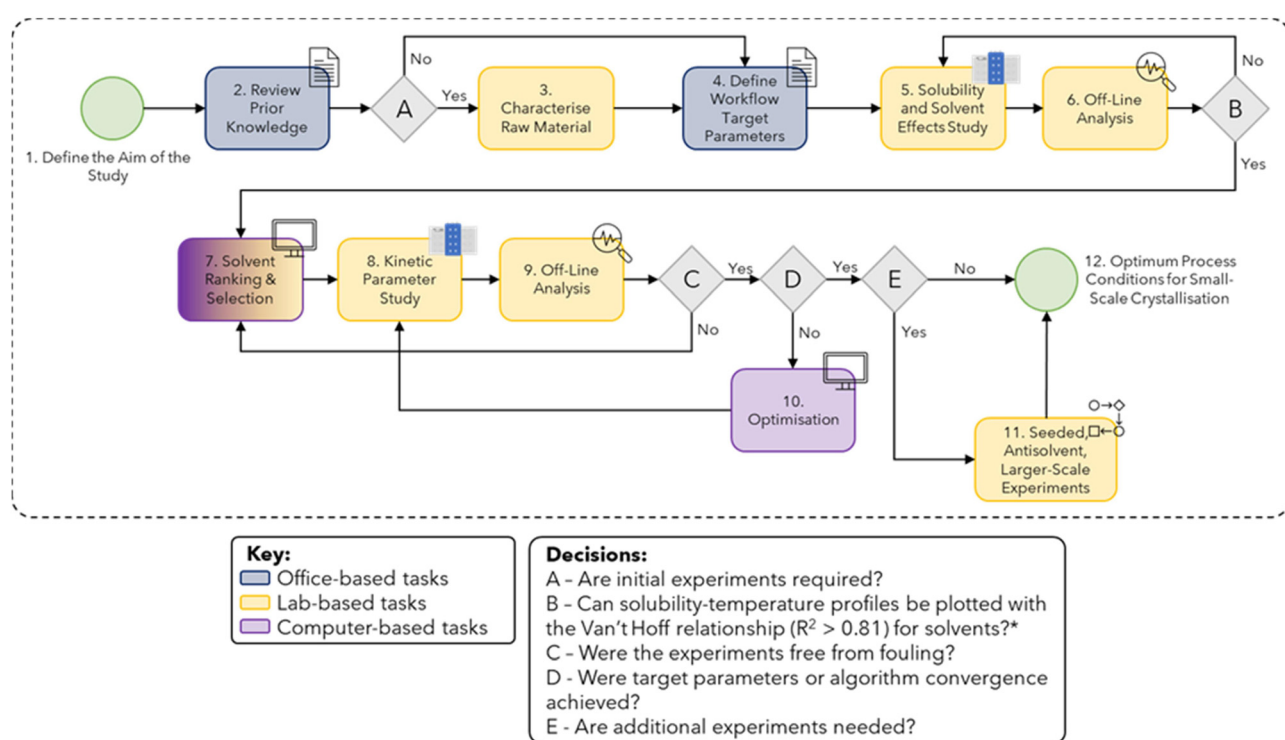 No
2. Review
Prior
Knowledge
A
Yes
3.
Characterise
Raw Material
4. Define
Workflow
Target
Parameters
5. Solubility
and Solvent
Effects Study
6. Off-Line
Analysis
No
B
Yes
1. Define the Aim of the
Study
7. Solvent
Ranking &
Selection
8. Kinetic
Parameter
Study
9. Off-Line
Analysis
C
Yes
No
D
Yes
No
E
No
Yes
12. Optimum Process
Conditions for Small-
Scale Crystallisation
10.
Optimisation
11. Seeded,
Antisolvent,
Larger-Scale
Experiments
Key:
Office-based tasks
Lab-based tasks
Computer-based tasks
Decisions:
A – Are initial experiments required?
B – Can solubility-temperature profiles be plotted with
the Van't Hoff relationship (R² > 0.81) for solvents?*
C – Were the experiments free from fouling?
D - Were target parameters or algorithm convergence
achieved?
E - Are additional experiments needed?